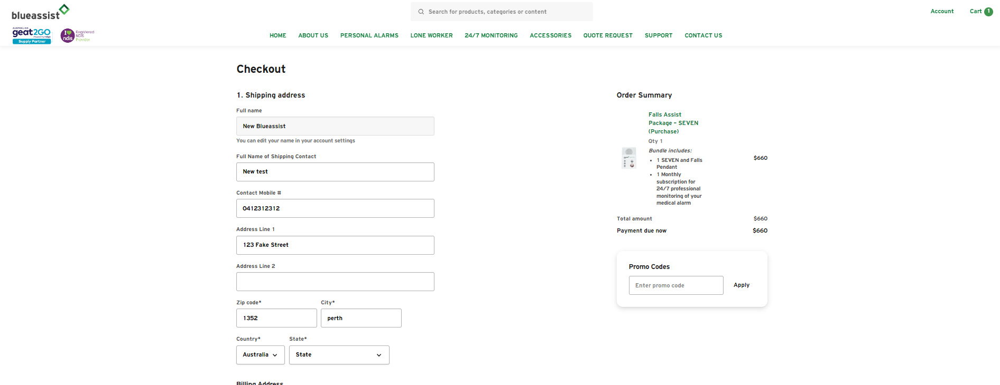 blueassist
Search for products, categories or content
Account
Cart 1
AUSTRALIAN
geat2GO
Supply Partner
I
ndis
Registered
NDIS
Provider
HOME
ABOUT US
PERSONAL ALARMS
LONE WORKER
24/7 MONITORING
ACCESSORIES
QUOTE REQUEST
SUPPORT
CONTACT US
Checkout
1. Shipping address
Full name
New Blueassist
You can edit your name in your account settings
Full Name of Shipping Contact
New test
Contact Mobile #
0412312312
Address Line 1
123 Fake Street
Address Line 2
Zip code*
City*
1352
perth
Country*
State*
Australia
State
Billing Address
Order Summary
Falls Assist
Package – SEVEN
(Purchase)
Qty 1
Bundle includes:
• 1 SEVEN and Falls
Pendant
• 1 Monthly
subscription for
24/7 professional
monitoring of your
medical alarm
$660
Total amount
$660
Payment due now
$660
Promo Codes
Enter promo code
Apply